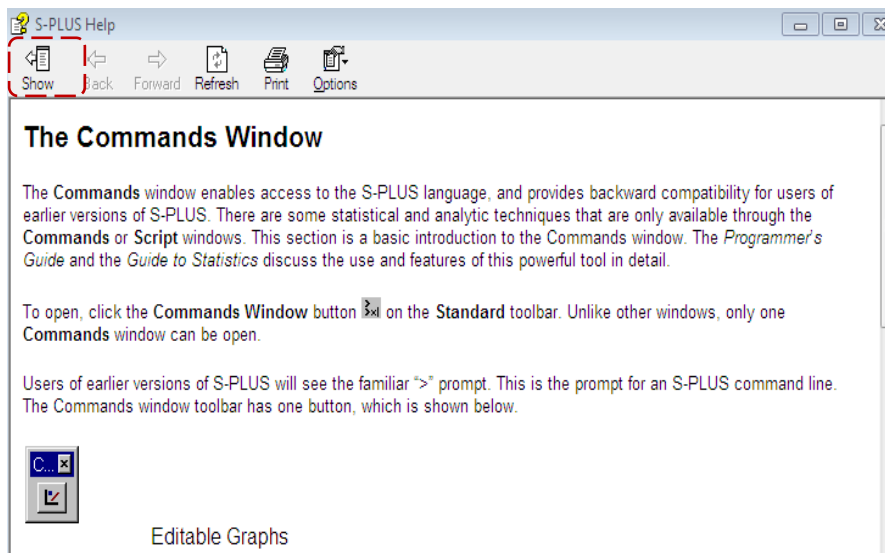 S-PLUS Help
Show Back Forward Refresh Print Options
The Commands Window
The Commands window enables access to the S-PLUS language, and provides backward compatibility for users of
earlier versions of S-PLUS. There are some statistical and analytic techniques that are only available through the
Commands or Script windows. This section is a basic introduction to the Commands window. The Programmer's
Guide and the Guide to Statistics discuss the use and features of this powerful tool in detail.
To open, click the Commands Window button on the Standard toolbar. Unlike other windows, only one
Commands window can be open.
Users of earlier versions of S-PLUS will see the familiar “>” prompt. This is the prompt for an S-PLUS command line.
The Commands window toolbar has one button, which is shown below.
C...
Editable Graphs